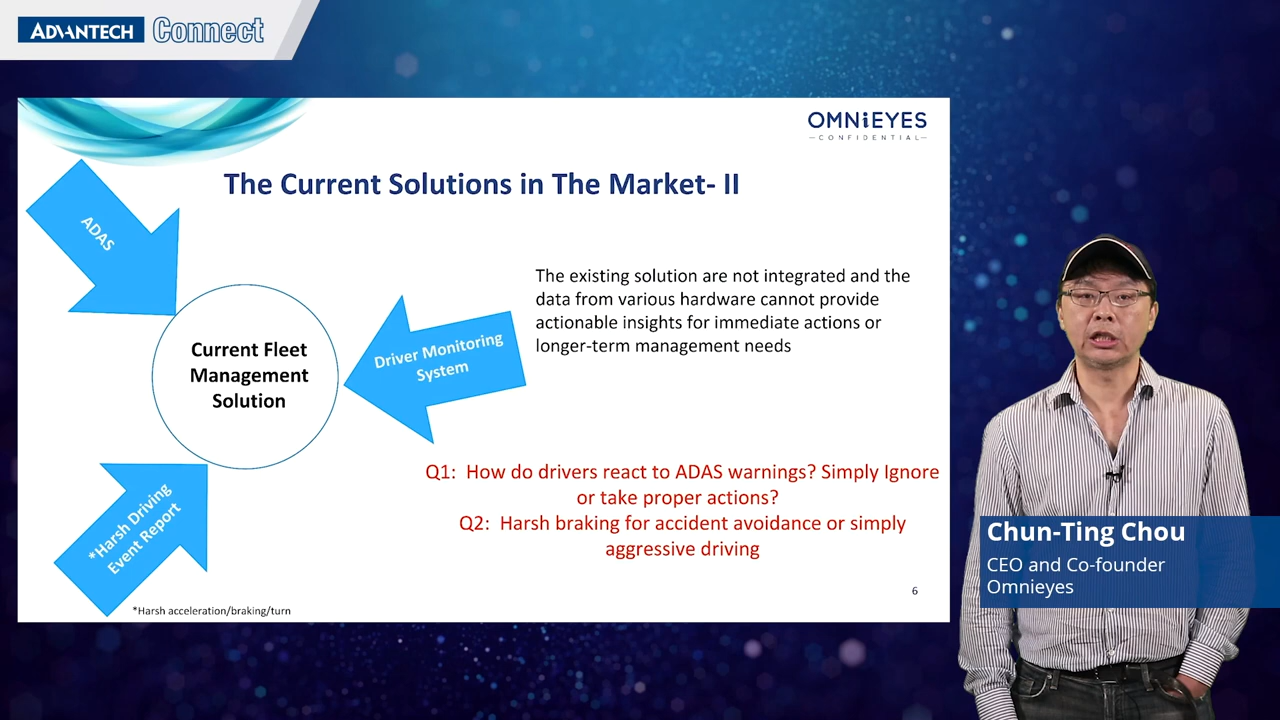 ADVANTECH Connect
OMNiEYES
CONFIDENTIAL
The Current Solutions in The Market- II
ADAS
The existing solution are not integrated and the
data from various hardware cannot provide
actionable insights for immediate actions or
longer-term management needs
Current Fleet
Management
Solution
Driver Monitoring
System
Q1: How do drivers react to ADAS warnings? Simply Ignore
or take proper actions?
Q2: Harsh braking for accident avoidance or simply
aggressive driving
*Harsh Driving
Event Report
6
*Harsh acceleration/braking/turn
Chun-Ting Chou
CEO and Co-founder
Omnieyes